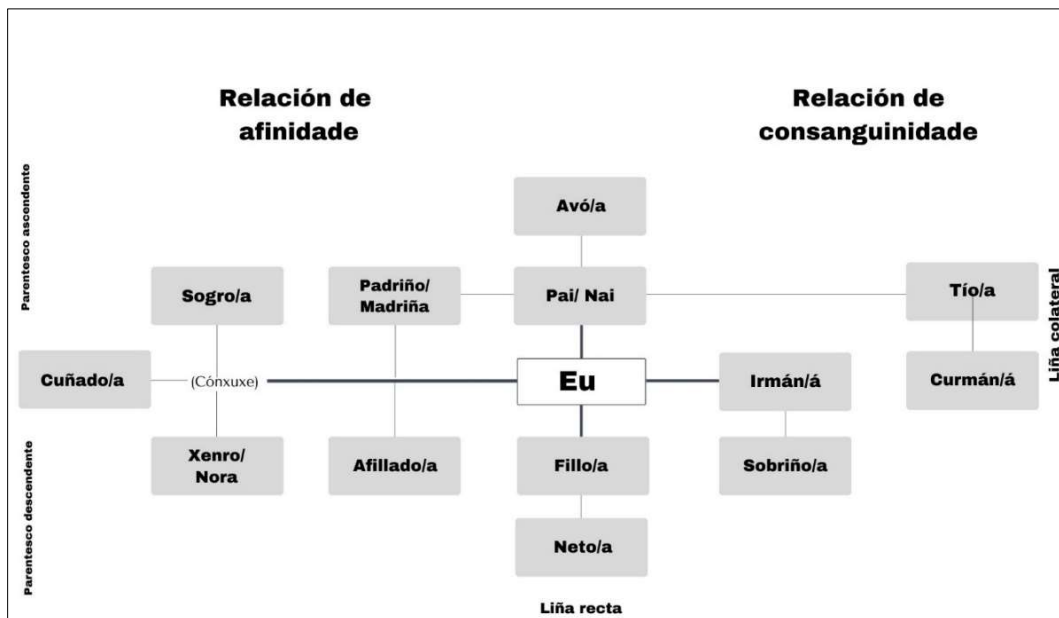 Relación de
afinidade
Relación de
consanguinidade
Parentesco ascendente
Avó/a
Sogro/a
Padriño/
Madriña
Pai/ Nai
Tío/a
Liña colateral
Cuñado/a
(Cónxuxe)
Eu
Irmán/á
Curmán/á
Parentesco descendente
Xenro/
Nora
Afillado/a
Fillo/a
Sobriño/a
Neto/a
Liña recta